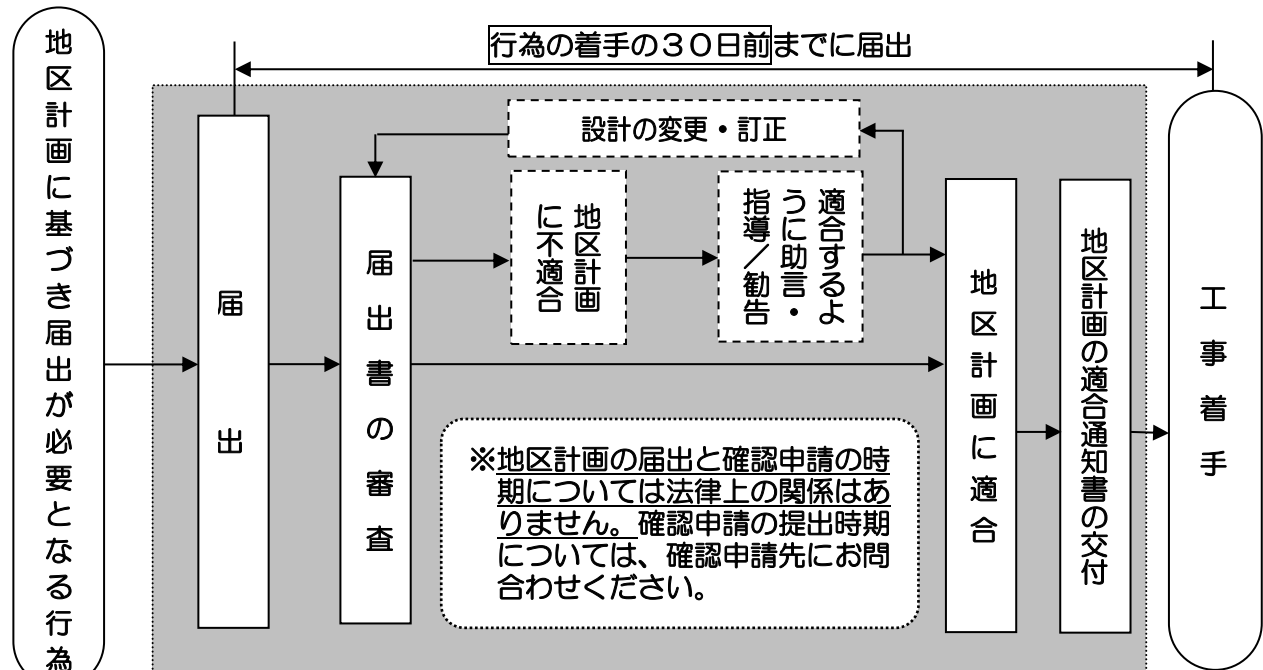 地区計画に基づき届出が必要となる行為
行為の着手の３０日前までに届出
届出
届出書の審査
設計の変更・訂正
地区計画
に不適合
適合するよ
うに助言・
指導／勧告
※地区計画の届出と確認申請の時
期については法律上の関係はあ
りません。確認申請の提出時期
については、確認申請先にお問
合わせください。
地区計画に適合
地区計画の適合通知書の交付
工事着手